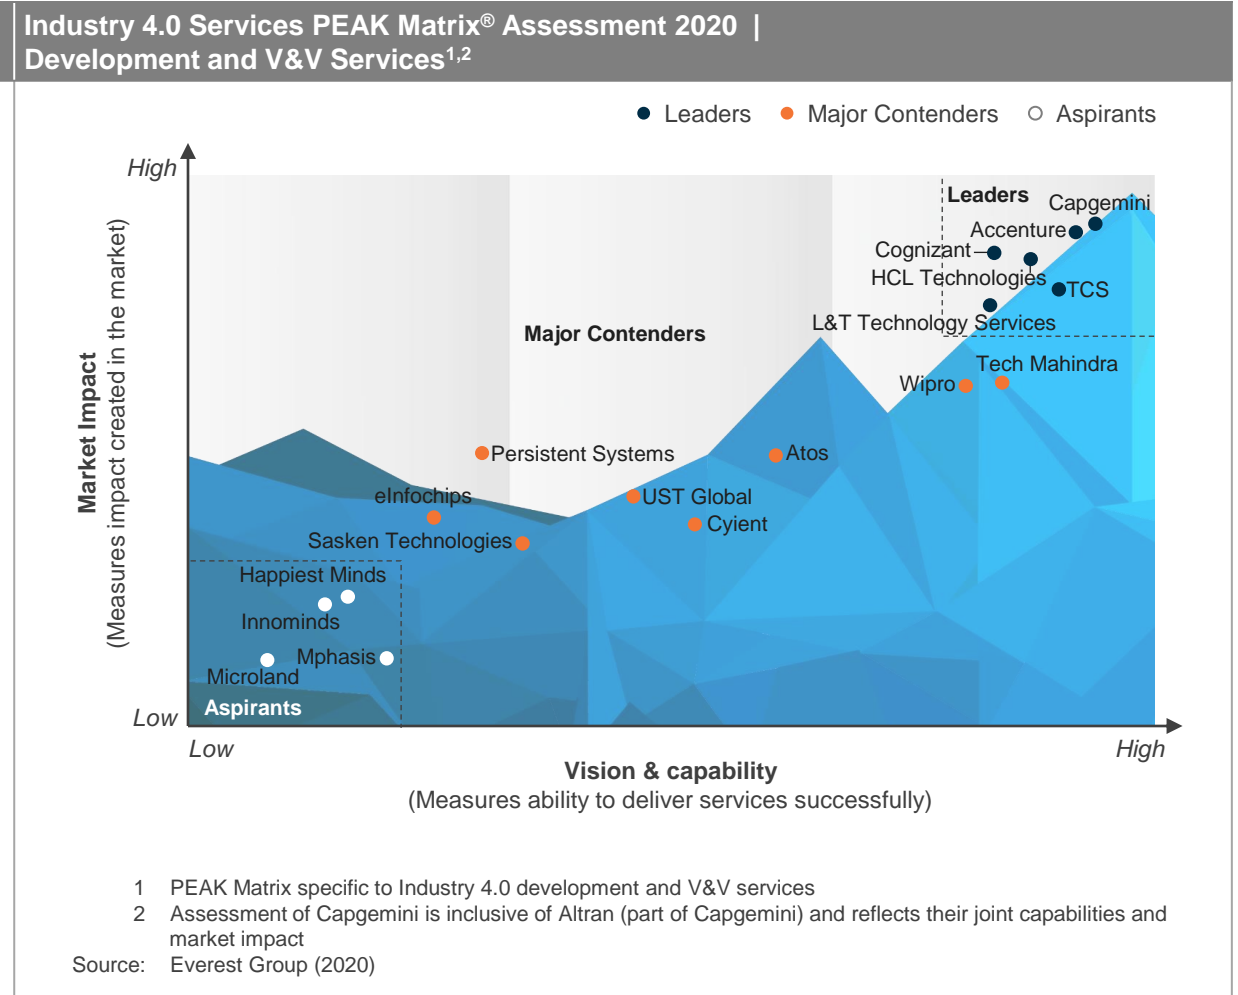 Industry 4.0 Services PEAK Matrix® Assessment 2020 |
Development and V&V Services1,2
Leaders
Major Contenders
Aspirants
High
Market Impact
(Measures impact created in the market)
Leaders
Capgemini
Accenture
Cognizant
HCL Technologies
TCS
L&T Technology Services
Major Contenders
Tech Mahindra
Wipro
Persistent Systems
Atos
eInfochips
UST Global
Cyient
Sasken Technologies
Happiest Minds
Innominds
Mphasis
Microland
Aspirants
Low
Low
High
Vision & capability
(Measures ability to deliver services successfully)
1 PEAK Matrix specific to Industry 4.0 development and V&V services
2 Assessment of Capgemini is inclusive of Altran (part of Capgemini) and reflects their joint capabilities and
market impact
Source: Everest Group (2020)